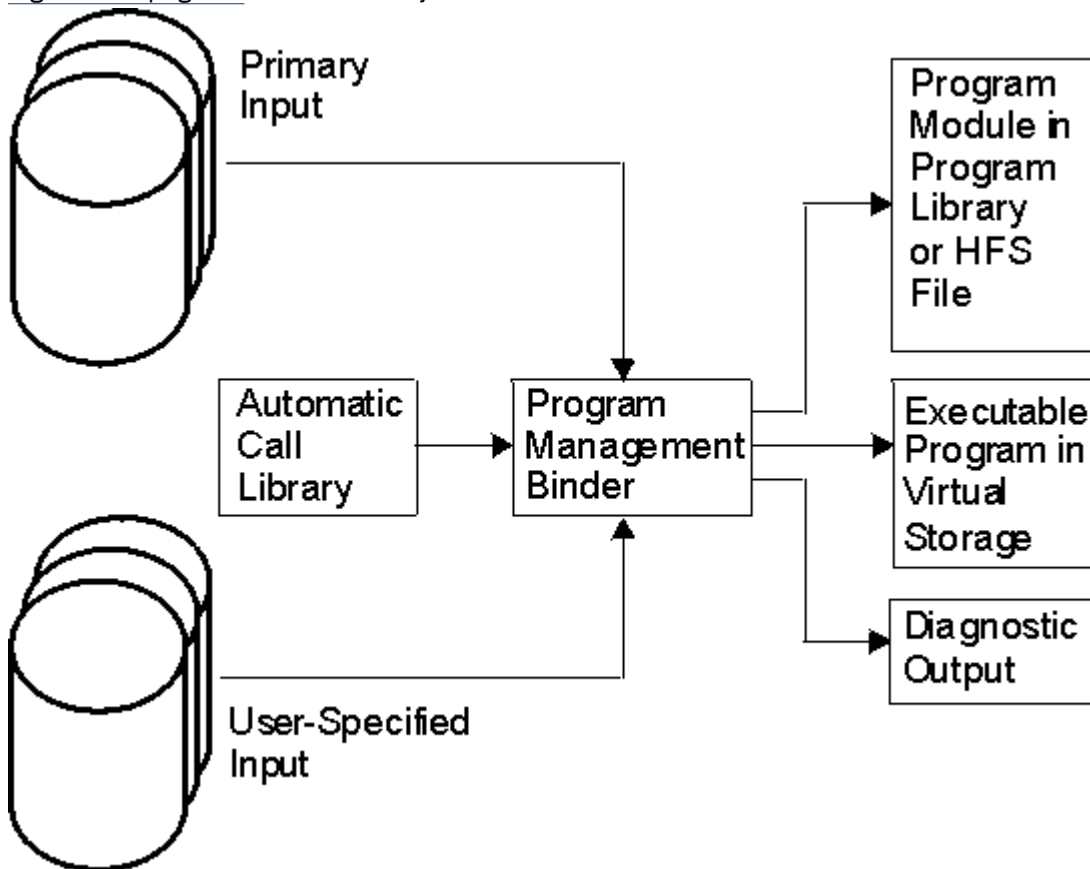 Primary
Input
Program
Module in
Program
Library
or HFS
File
Automatic
Call
Library
Program
Management
Binder
Executable
Program in
Virtual
Storage
Diagnostic
Output
User-Specified
Input